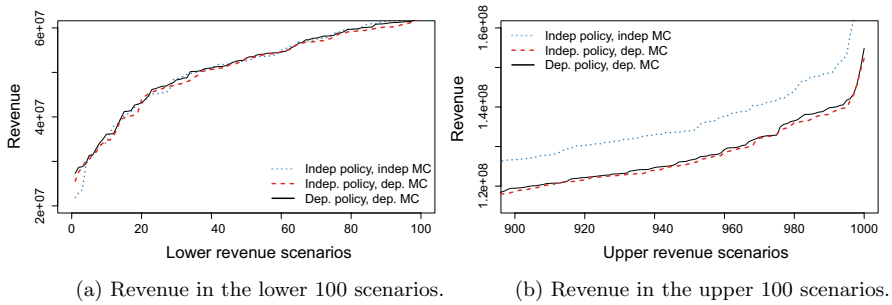 6e+07
4e+07
2e+07
Revenue
Indep policy, indep MC
Indep. policy, dep. MC
Dep. policy, dep. MC
0 20 40 60 80 100
Lower revenue scenarios
(a) Revenue in the lower 100 scenarios.
1.6e+08
1.4e+08
1.2e+08
Revenue
Indep policy, indep MC
Indep. policy, dep. MC
Dep. policy, dep. MC
900 920 940 960 980 1000
Upper revenue scenarios
(b) Revenue in the upper 100 scenarios.